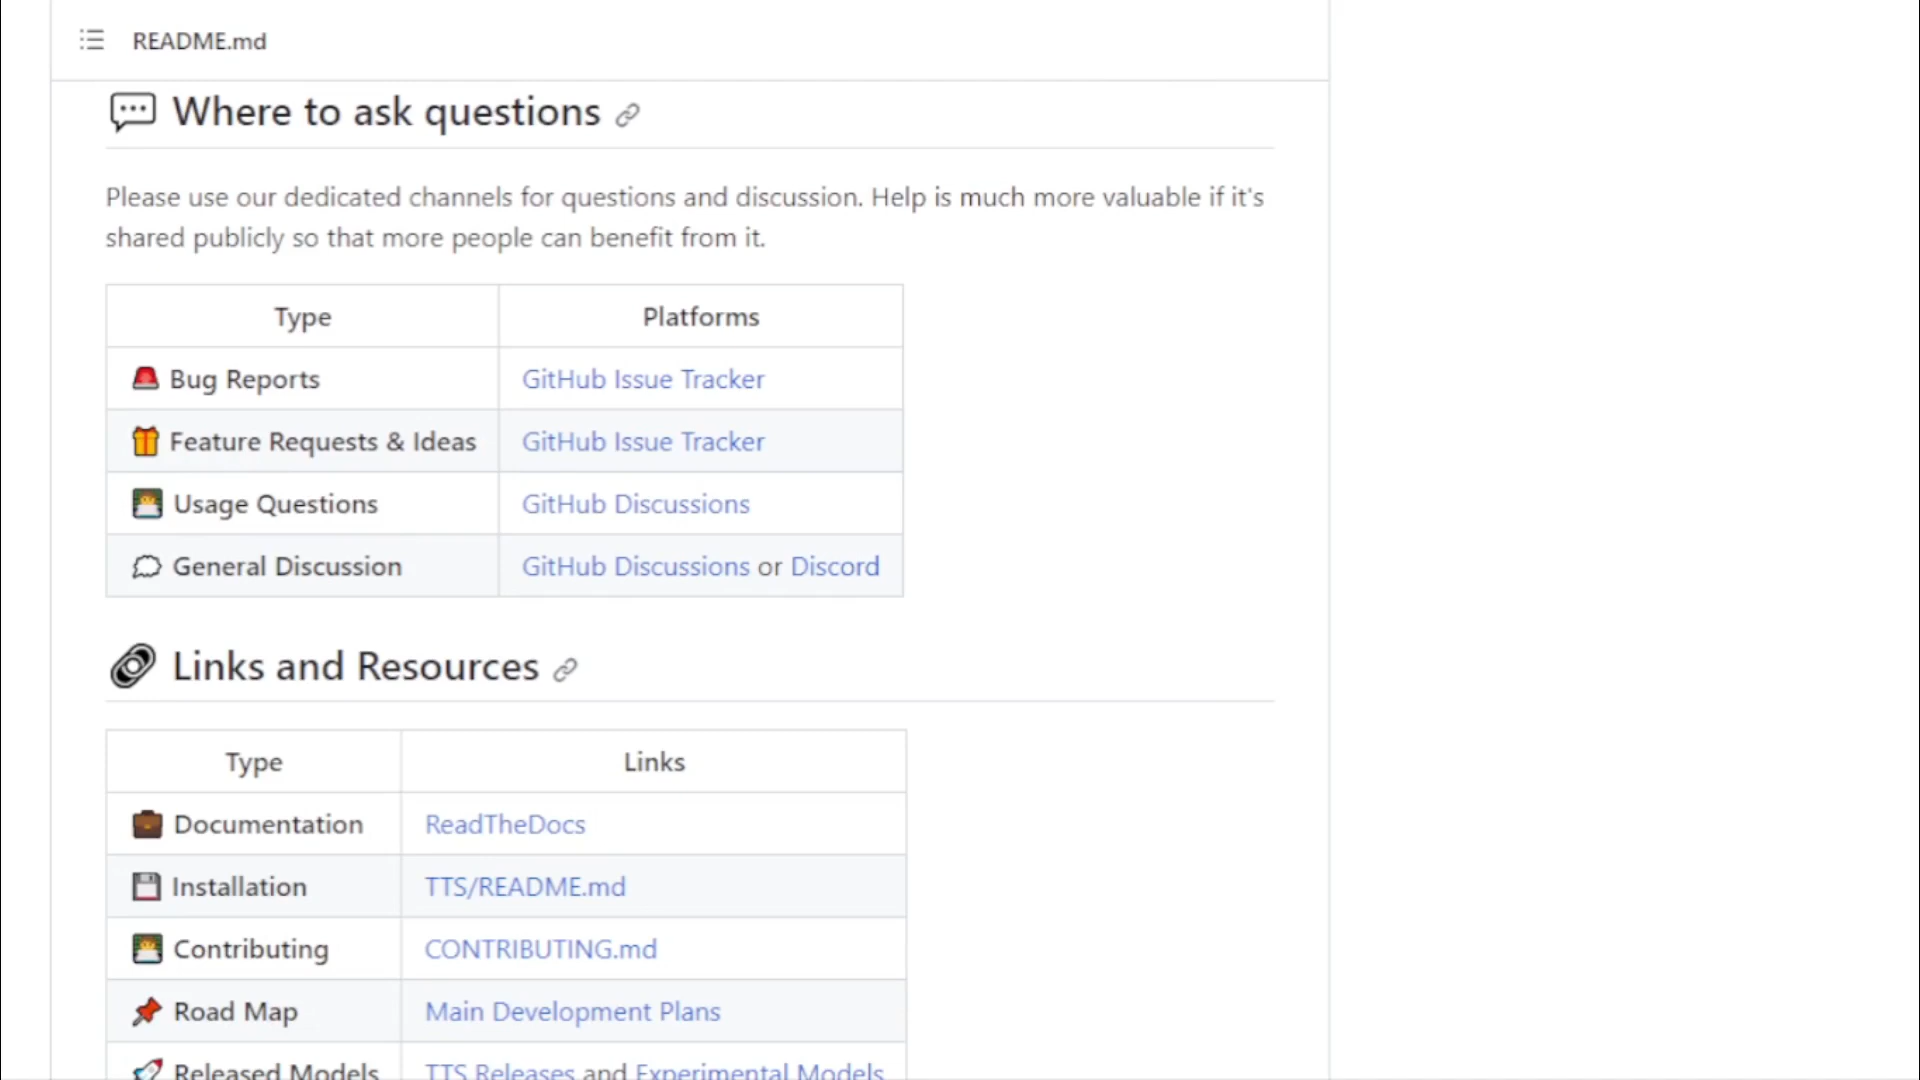 README.md
Where to ask questions
Please use our dedicated channels for questions and discussion. Help is much more valuable if it's
shared publicly so that more people can benefit from it.
Type Platforms
Bug Reports GitHub Issue Tracker
Feature Requests & Ideas GitHub Issue Tracker
Usage Questions GitHub Discussions
General Discussion GitHub Discussions or Discord
Links and Resources
Type Links
Documentation ReadTheDocs
Installation TTS/README.md
Contributing CONTRIBUTING.md
Road Map Main Development Plans
Released Models TTS Releases and Experimental Models